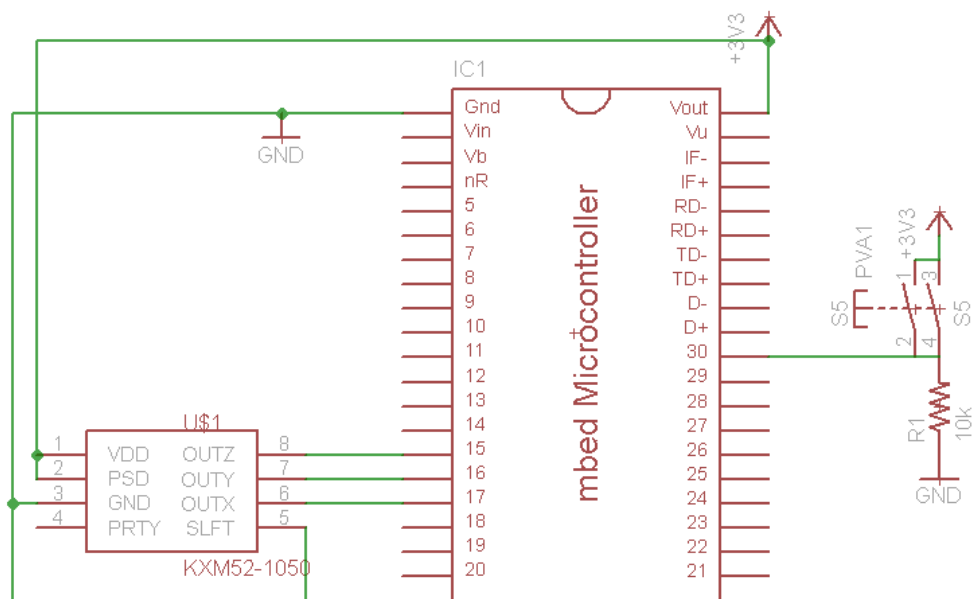 +3V3
IC1
Gnd
Vin
Vb
nR
5
6
7
8
9
10
11
12
13
14
15
16
17
18
19
20
mbed Microcontroller
Vout
Vu
IF-
IF+
RD-
RD+
TD-
TD+
D-
D+
30
29
28
27
26
25
24
23
22
21
GND
U$1
1 VDD OUTZ 8
2 PSD OUTY 7
3 GND OUTX 6
4 PRTY SLFT 5
KXM52-1050
PVA1
+3V3
S5
1
3
S5
2
4
R1
10k
GND